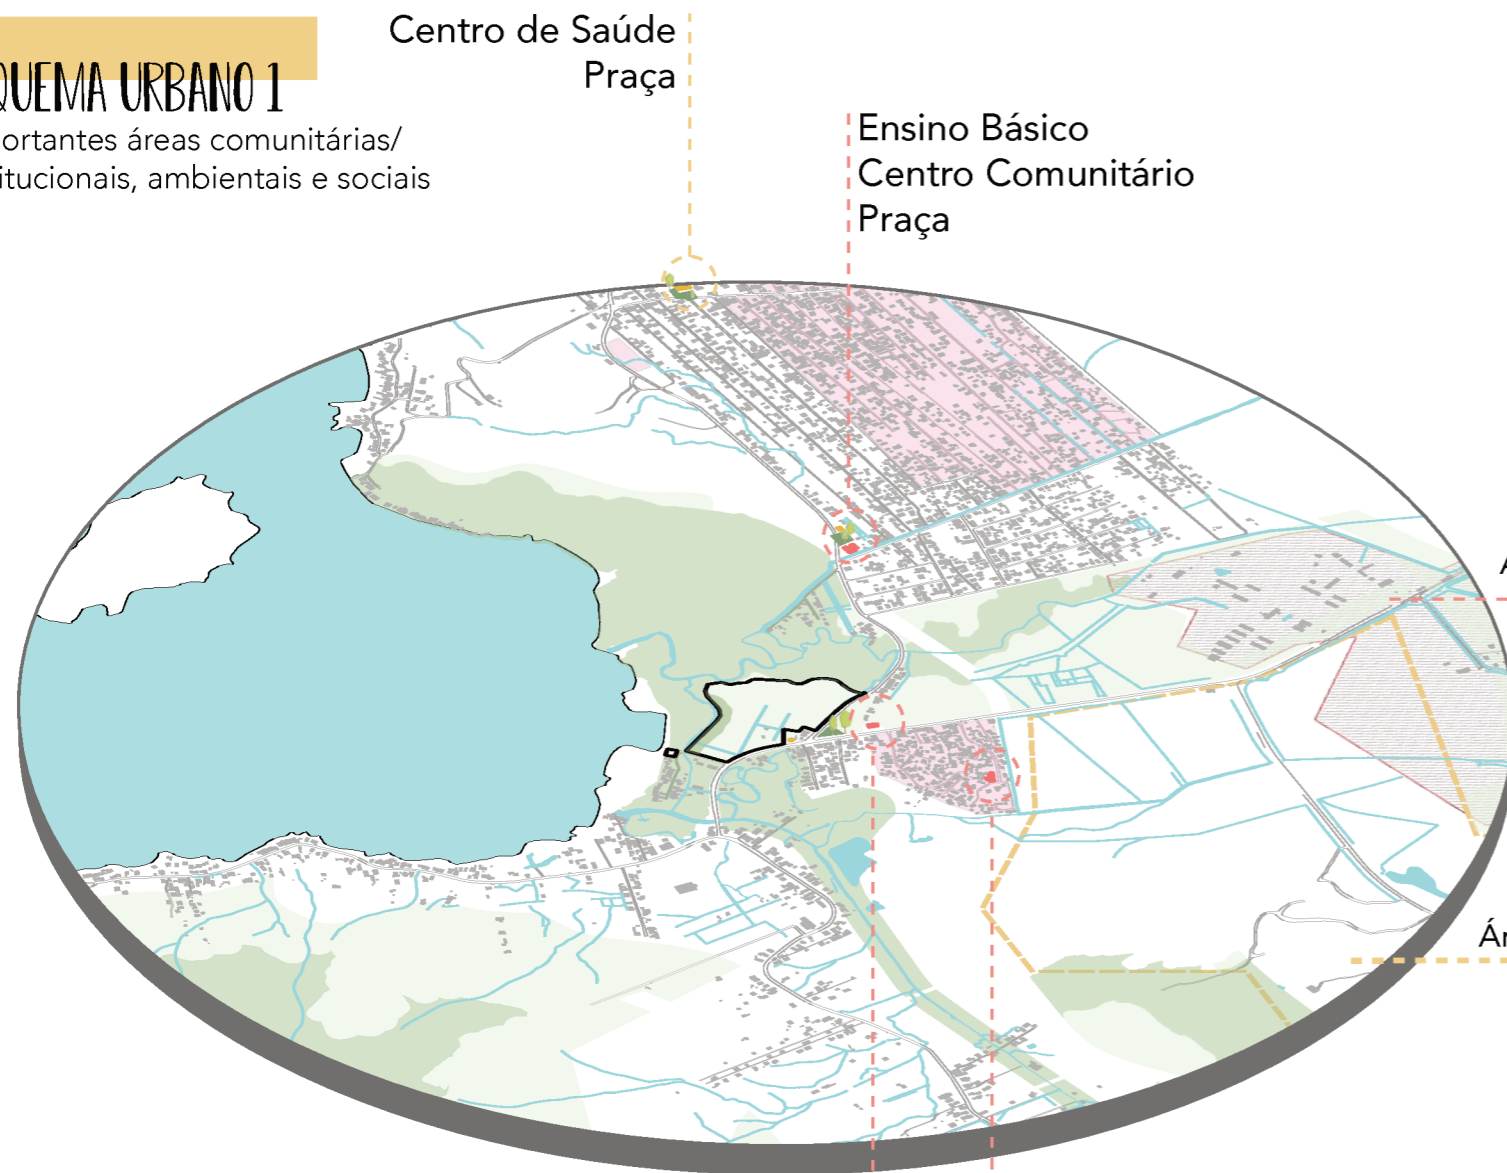 QUEMA URBANO 1
ortantes áreas comunitárias/
itucionais, ambientais e sociais
Centro de Saúde
Praça
Ensino Básico
Centro Comunitário
Praça